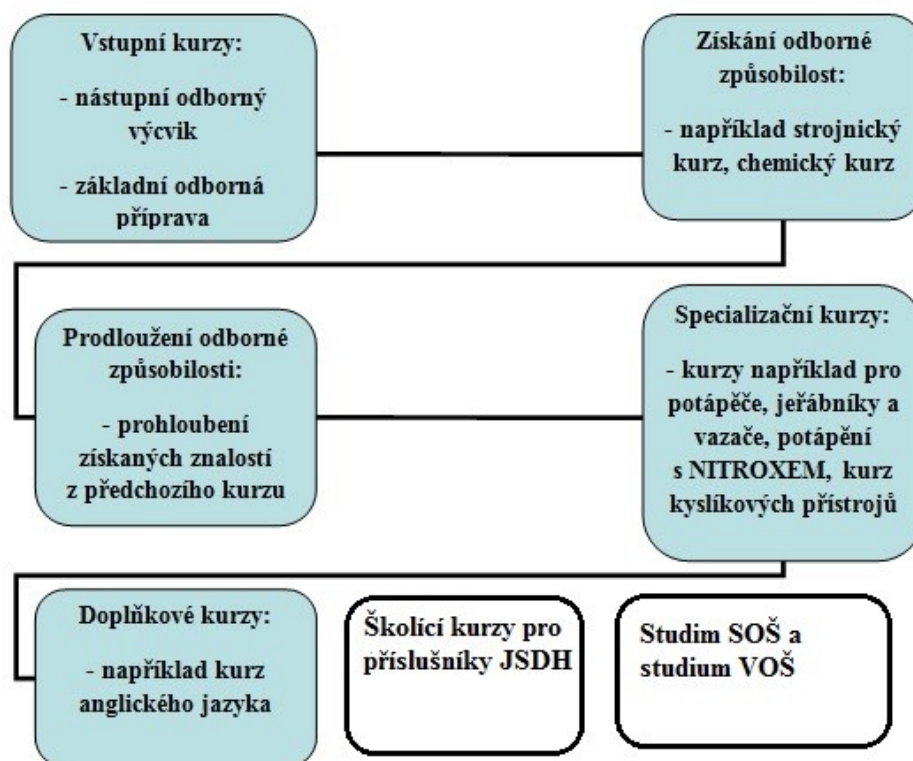 Vstupní kurzy:
- nástupní odborný
výcvik
- základní odborná
příprava
Získání odborné
způsobilost:
- například strojnický
kurz, chemický kurz
Prodloužení odborné
způsobilosti:
- prohloubení
získaných znalostí
z předchozího kurzu
Specializační kurzy:
- kurzy například pro
potápěče, jeřábníky a
vazače, potápění
s NITROXEM, kurz
kyslíkových přístrojů
Doplňkové kurzy:
- například kurz
anglického jazyka
Školící kurzy pro
příslušníky JSDH
Studim SOŠ a
studium VOŠ